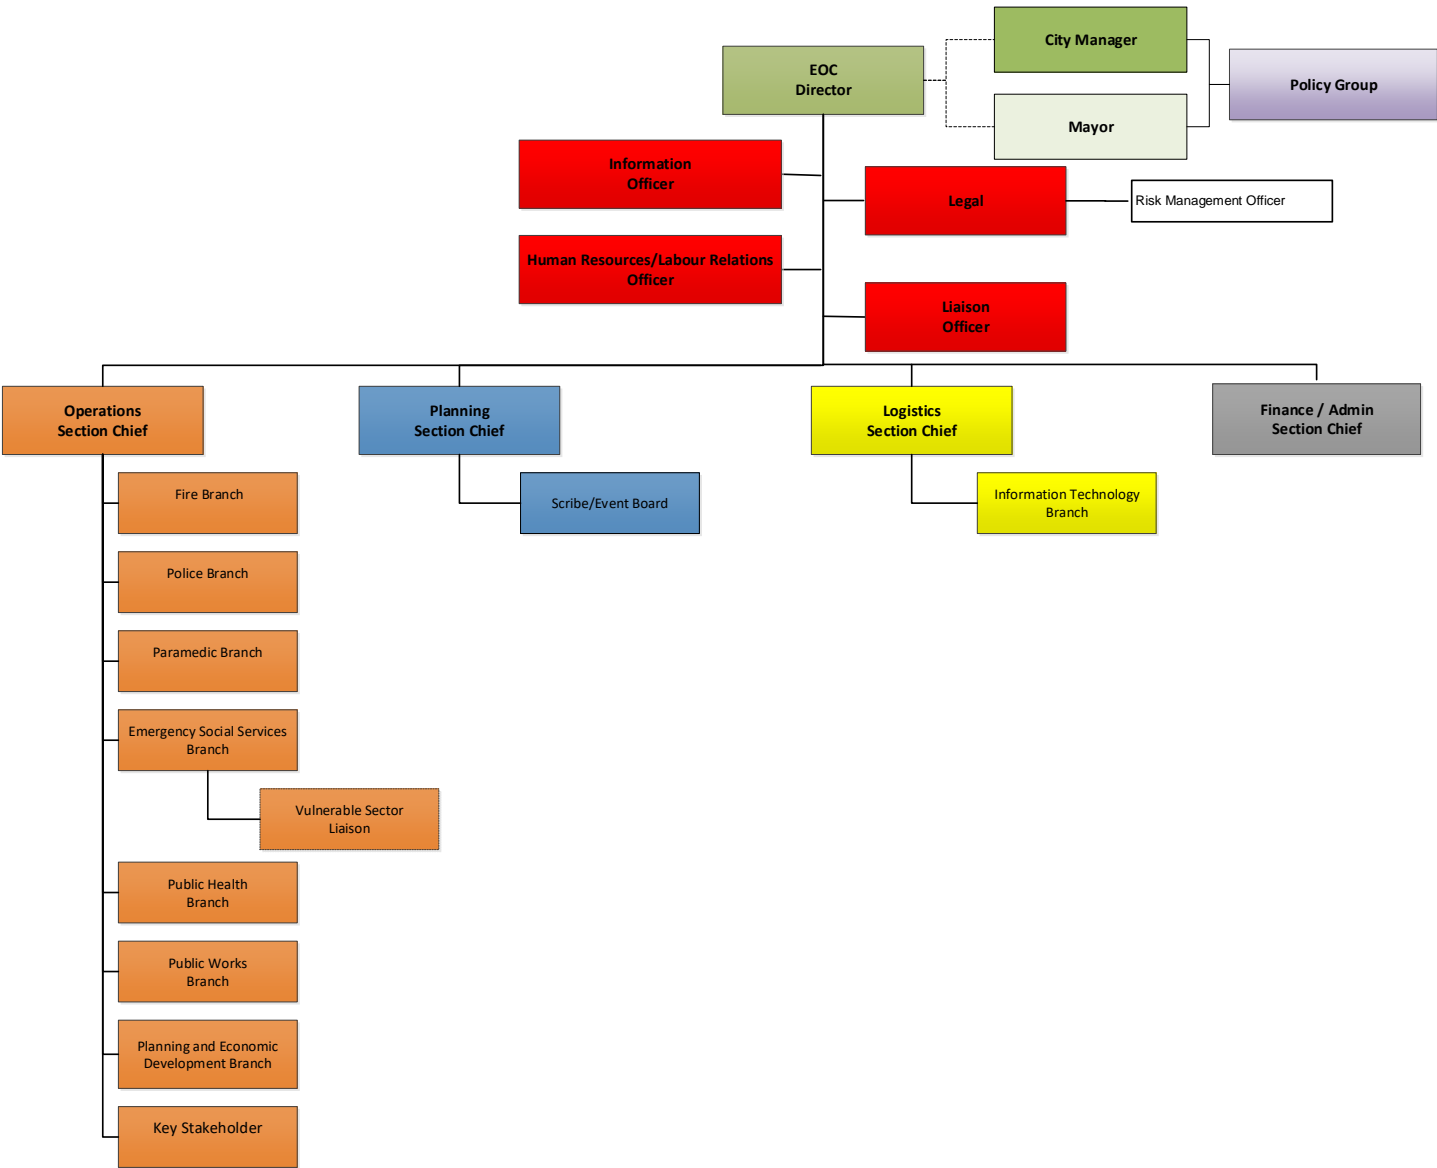 City Manager
EOC
Director
Policy Group
Mayor
Information
Officer
Legal
Risk Management Officer
Human Resources/Labour Relations
Officer
Liaison
Officer
Operations
Section Chief
Planning
Section Chief
Logistics
Section Chief
Finance / Admin
Section Chief
Fire Branch
Scribe/Event Board
Information Technology
Branch
Police Branch
Paramedic Branch
Emergency Social Services
Branch
Vulnerable Sector
Liaison
Public Health
Branch
Public Works
Branch
Planning and Economic
Development Branch
Key Stakeholder